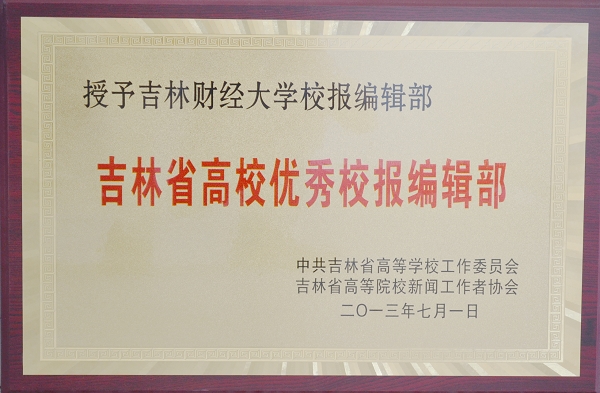 授予吉林财经大学校报编辑部
吉林省高校优秀校报编辑部
中共吉林省高等学校工作委员会
吉林省高等院校新闻工作者协会
二〇一三年七月一日